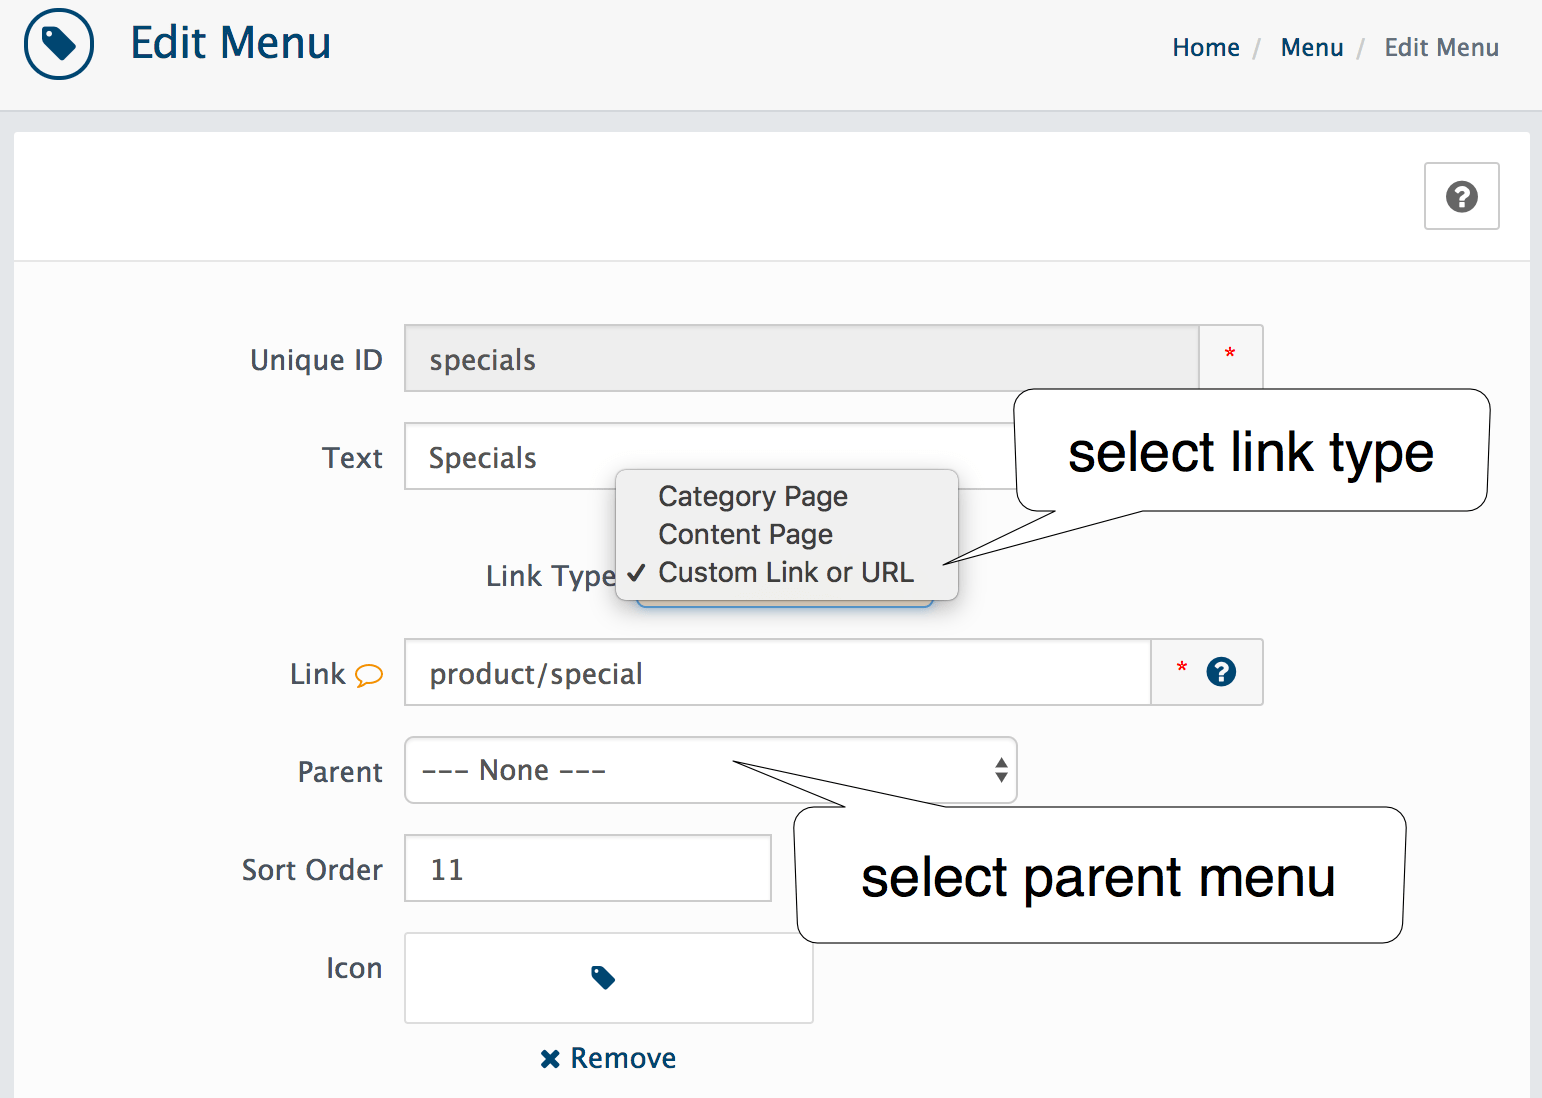 Edit Menu
Home / Menu / Edit Menu
Unique ID specials *
Text Specials
select link type
Category Page
Content Page
Link Type ✓ Custom Link or URL
Link product/special *
Parent --- None ---
Sort Order 11
select parent menu
Icon
Remove